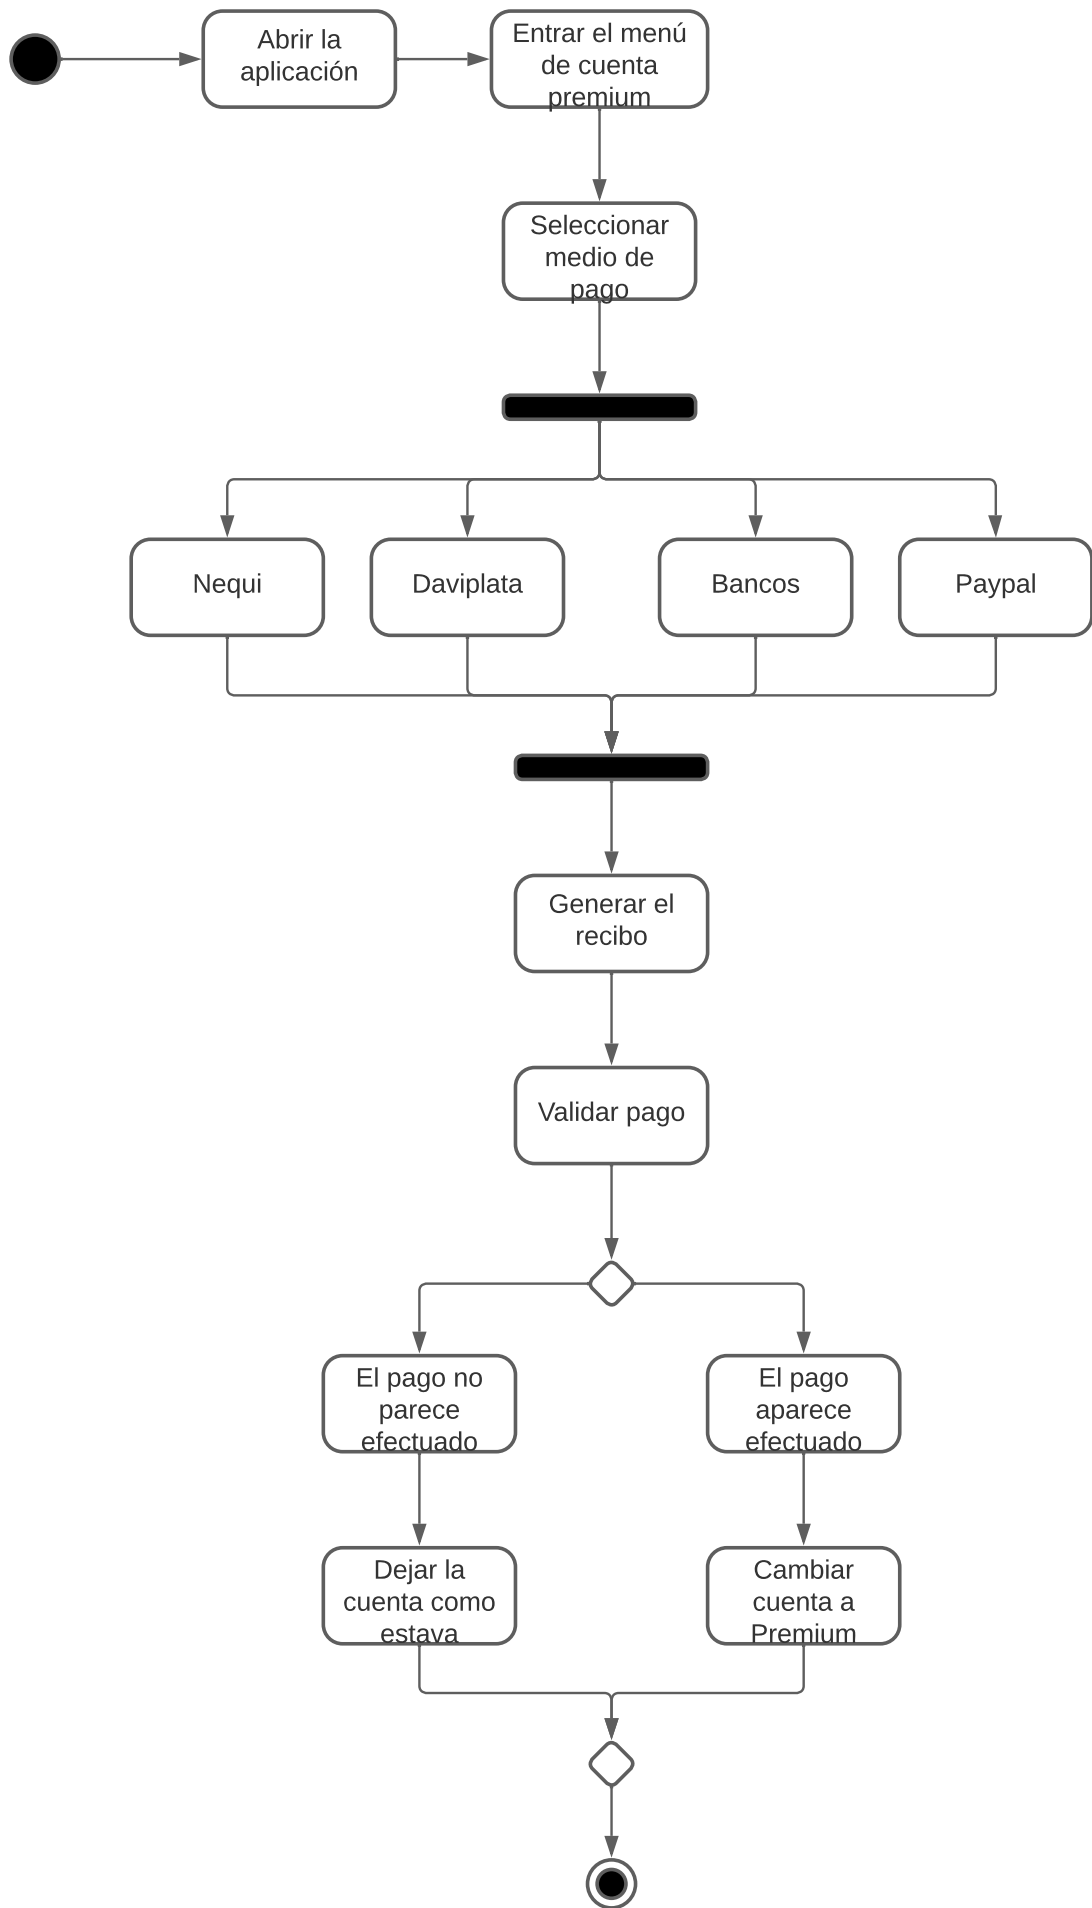 Abrir la
aplicación
Entrar el menú
de cuenta
premium
Seleccionar
medio de
pago
Nequi
Daviplata
Bancos
Paypal
Generar el
recibo
Validar pago
El pago no
parece
efectuado
El pago
aparece
efectuado
Dejar la
cuenta como
estava
Cambiar
cuenta a
Premium